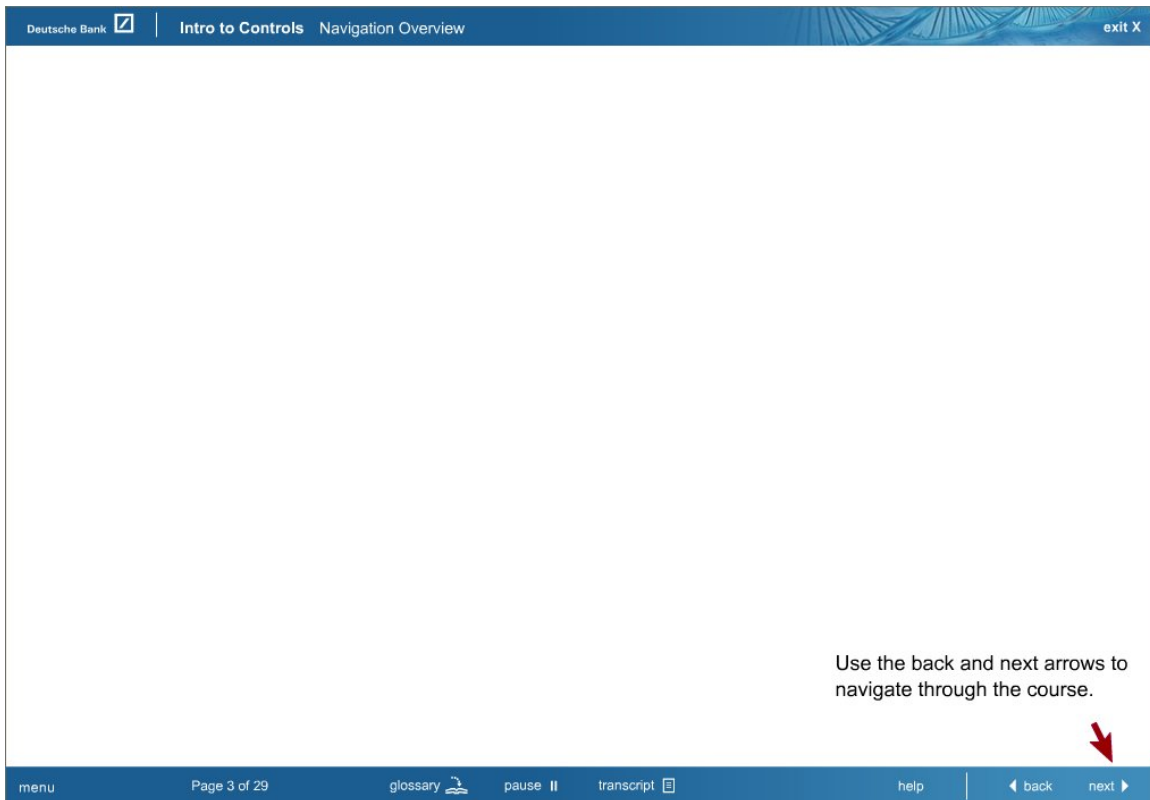 Deutsche Bank Intro to Controls Navigation Overview exit X
Use the back and next arrows to
navigate through the course.
menu Page 3 of 29 glossary pause transcript help back next